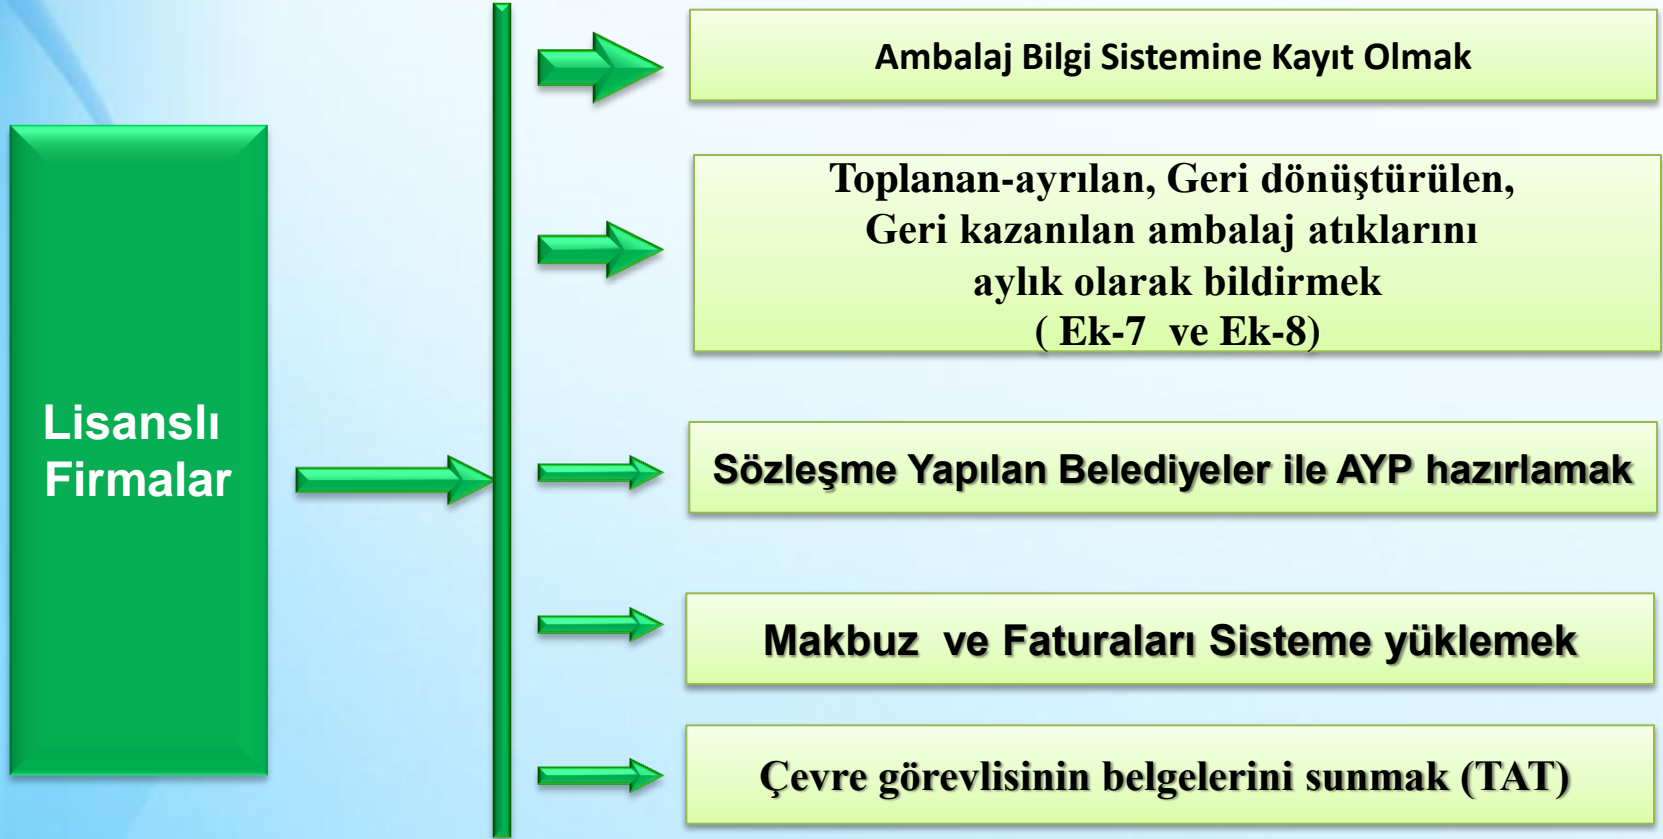 Lisanslı
Firmalar
Ambalaj Bilgi Sistemine Kayıt Olmak
Toplanan-ayrılan, Geri dönüştürülen,
Geri kazanılan ambalaj atıklarını
aylık olarak bildirmek
( Ek-7 ve Ek-8)
Sözleşme Yapılan Belediyeler ile AYP hazırlamak
Makbuz ve Faturaları Sisteme yüklemek
Çevre görevlisinin belgelerini sunmak (TAT)